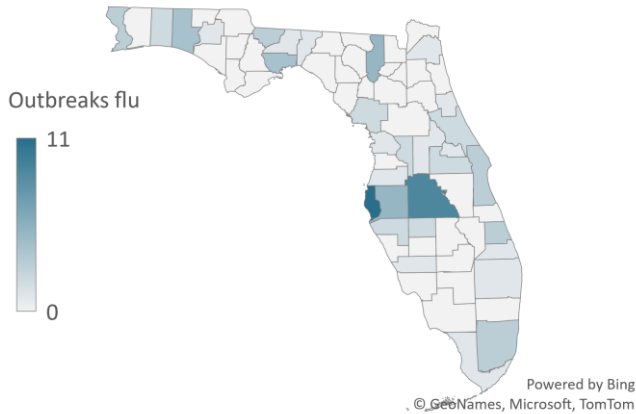 Outbreaks flu
11
0
Powered by Bing
© GeoNames, Microsoft, TomTom